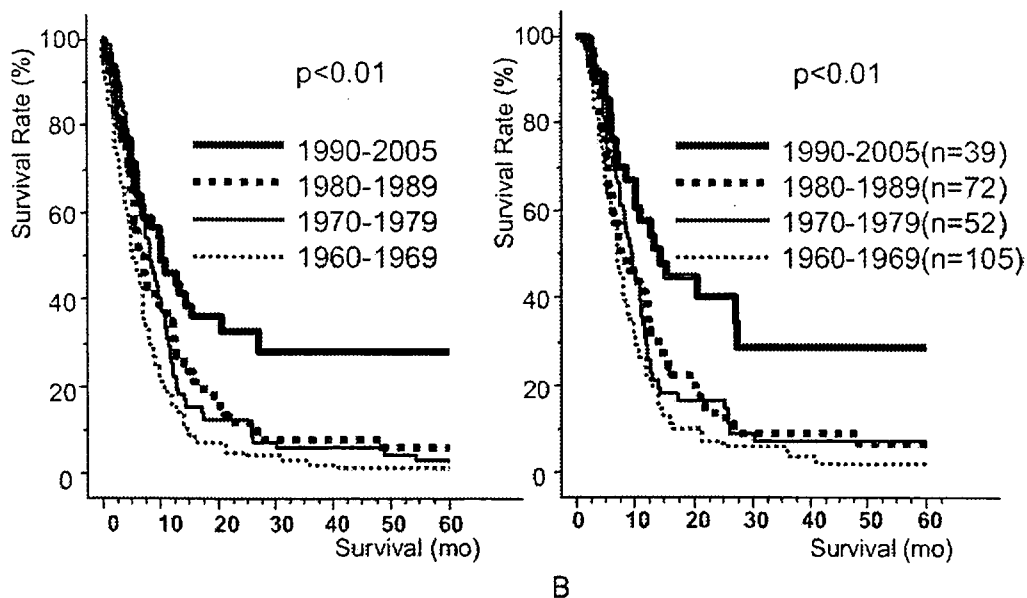 Survival Rate (%)
100
80
60
40
20
0
p<0.01
1990-2005
1980-1989
1970-1979
1960-1969
0 10 20 30 40 50 60
Survival (mo)
Survival Rate (%)
100
80
60
40
20
0
p<0.01
1990-2005(n=39)
1980-1989(n=72)
1970-1979(n=52)
1960-1969(n=105)
0 10 20 30 40 50 60
Survival (mo)
B